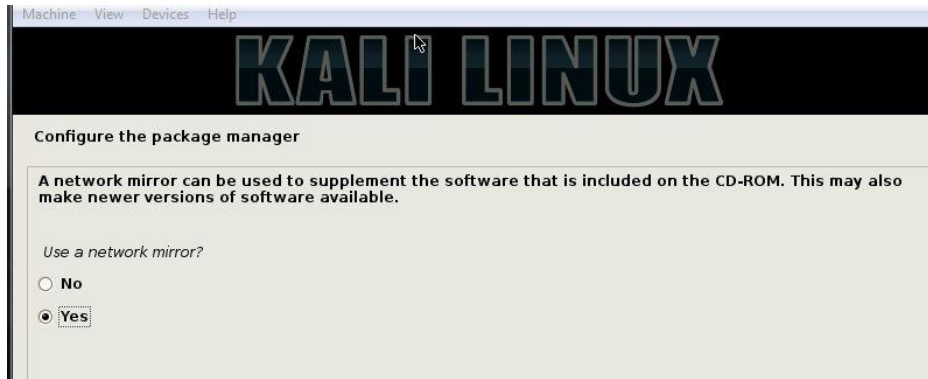 Machine View Devices Help
KALI LINUX
Configure the package manager
A network mirror can be used to supplement the software that is included on the CD-ROM. This may also
make newer versions of software available.
Use a network mirror?
No
Yes